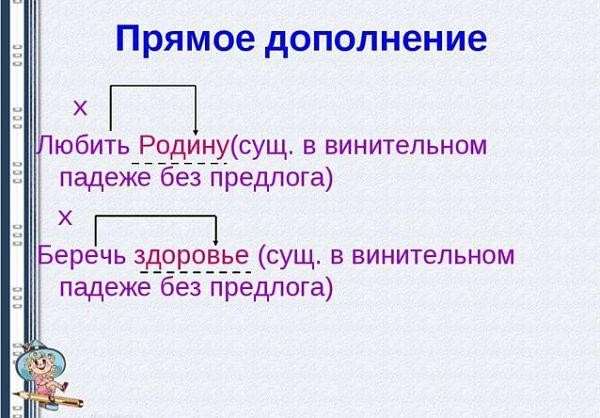 Прямое дополнение
х
Любить Родину(сущ. в винительном
падеже без предлога)
х
Беречь здоровье (сущ. в винительном
падеже без предлога)